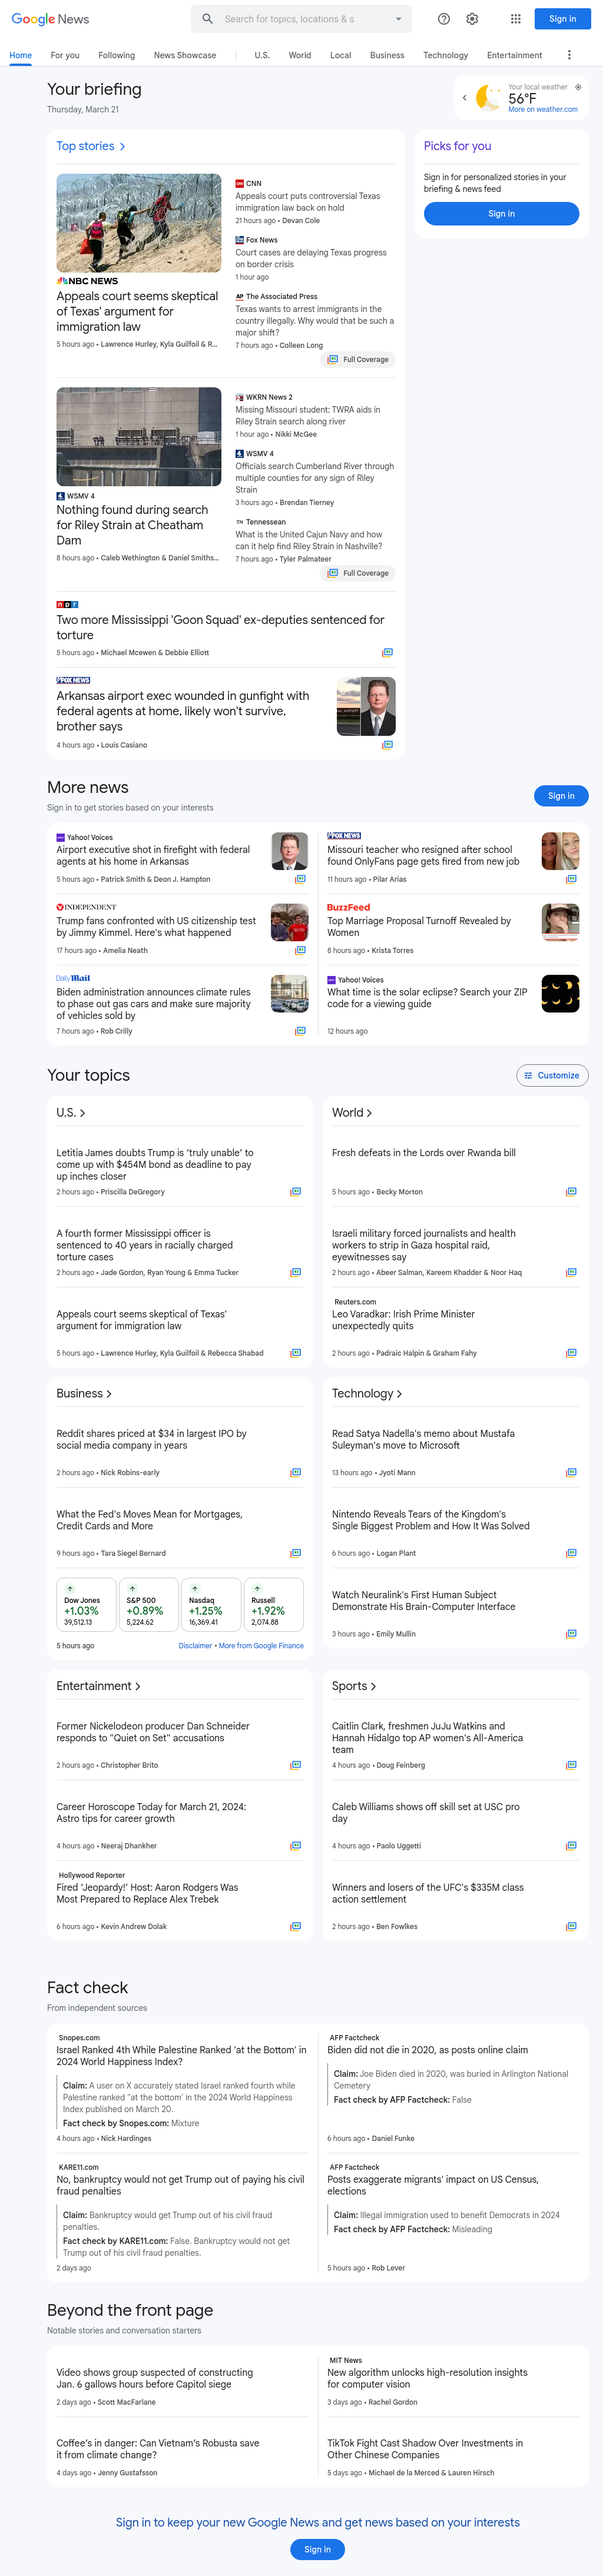 Google News
Search for topics, locations & s
Sign in
Home
For you
Following
News Showcase
U.S.
World
Local
Business
Technology
Entertainment
Your briefing
Thursday, March 21
Your local weather
56°F
More on weather.com
Top stories
NBC NEWS
Appeals court seems skeptical
of Texas' argument for
immigration law
5 hours ago • Lawrence Hurley, Kyla Guilfoil & R...
CNN
Appeals court puts controversial Texas
immigration law back on hold
21 hours ago • Devan Cole
Fox News
Court cases are delaying Texas progress
on border crisis
1 hour ago
AP The Associated Press
Texas wants to arrest immigrants in the
country illegally. Why would that be such a
major shift?
7 hours ago • Colleen Long
Full Coverage
Picks for you
Sign in for personalized stories in your
briefing & news feed
Sign in
WSMV 4
Nothing found during search
for Riley Strain at Cheatham
Dam
8 hours ago • Caleb Wethington & Daniel Smiths...
WKRN News 2
Missing Missouri student: TWRA aids in
Riley Strain search along river
1 hour ago • Nikki McGee
WSMV 4
Officials search Cumberland River through
multiple counties for any sign of Riley
Strain
3 hours ago • Brendan Tierney
TN Tennessean
What is the United Cajun Navy and how
can it help find Riley Strain in Nashville?
7 hours ago • Tyler Palmateer
Full Coverage
npr
Two more Mississippi 'Goon Squad' ex-deputies sentenced for
torture
5 hours ago • Michael Mcewen & Debbie Elliott
FOX NEWS
Arkansas airport exec wounded in gunfight with
federal agents at home, likely won't survive,
brother says
4 hours ago • Louis Casiano
More news
Sign in to get stories based on your interests
Sign in
Yahoo! Voices
Airport executive shot in firefight with federal
agents at his home in Arkansas
5 hours ago • Patrick Smith & Deon J. Hampton
FOX NEWS
Missouri teacher who resigned after school
found OnlyFans page gets fired from new job
11 hours ago • Pilar Arias
INDEPENDENT
Trump fans confronted with US citizenship test
by Jimmy Kimmel. Here's what happened
17 hours ago • Amelia Neath
BuzzFeed
Top Marriage Proposal Turnoff Revealed by
Women
8 hours ago • Krista Torres
Daily Mail
Biden administration announces climate rules
to phase out gas cars and make sure majority
of vehicles sold by
7 hours ago • Rob Crilly
Yahoo! Voices
What time is the solar eclipse? Search your ZIP
code for a viewing guide
12 hours ago
Your topics
Customize
U.S.
Letitia James doubts Trump is ‘truly unable’ to
come up with $454M bond as deadline to pay
up inches closer
2 hours ago • Priscilla DeGregory
A fourth former Mississippi officer is
sentenced to 40 years in racially charged
torture cases
2 hours ago • Jade Gordon, Ryan Young & Emma Tucker
Appeals court seems skeptical of Texas'
argument for immigration law
5 hours ago • Lawrence Hurley, Kyla Guilfoil & Rebecca Shabad
World
Fresh defeats in the Lords over Rwanda bill
5 hours ago • Becky Morton
Israeli military forced journalists and health
workers to strip in Gaza hospital raid,
eyewitnesses say
2 hours ago • Abeer Salman, Kareem Khadder & Noor Haq
Reuters.com
Leo Varadkar: Irish Prime Minister
unexpectedly quits
2 hours ago • Padraic Halpin & Graham Fahy
Business
Reddit shares priced at $34 in largest IPO by
social media company in years
2 hours ago • Nick Robins-early
What the Fed's Moves Mean for Mortgages,
Credit Cards and More
9 hours ago • Tara Siegel Bernard
Dow Jones
+1.03%
39,512.13
S&P 500
+0.89%
5,224.62
Nasdaq
+1.25%
16,369.41
Russell
+1.92%
2,074.88
5 hours ago
Disclaimer • More from Google Finance
Technology
Read Satya Nadella's memo about Mustafa
Suleyman's move to Microsoft
13 hours ago • Jyoti Mann
Nintendo Reveals Tears of the Kingdom's
Single Biggest Problem and How It Was Solved
6 hours ago • Logan Plant
Watch Neuralink's First Human Subject
Demonstrate His Brain-Computer Interface
3 hours ago • Emily Mullin
Entertainment
Former Nickelodeon producer Dan Schneider
responds to "Quiet on Set" accusations
2 hours ago • Christopher Brito
Career Horoscope Today for March 21, 2024:
Astro tips for career growth
4 hours ago • Neeraj Dhankher
Hollywood Reporter
Fired ‘Jeopardy!’ Host: Aaron Rodgers Was
Most Prepared to Replace Alex Trebek
6 hours ago • Kevin Andrew Dolak
Sports
Caitlin Clark, freshmen JuJu Watkins and
Hannah Hidalgo top AP women's All-America
team
4 hours ago • Doug Feinberg
Caleb Williams shows off skill set at USC pro
day
4 hours ago • Paolo Uggetti
Winners and losers of the UFC's $335M class
action settlement
2 hours ago • Ben Fowlkes
Fact check
From independent sources
Snopes.com
Israel Ranked 4th While Palestine Ranked 'at the Bottom' in
2024 World Happiness Index?
Claim: A user on X accurately stated Israel ranked fourth while
Palestine ranked "at the bottom' in the 2024 World Happiness
Index published on March 20.
Fact check by Snopes.com: Mixture
4 hours ago • Nick Hardinges
AFP Factcheck
Biden did not die in 2020, as posts online claim
Claim: Joe Biden died in 2020, was buried in Arlington National
Cemetery
Fact check by AFP Factcheck: False
6 hours ago • Daniel Funke
KARE11.com
No, bankruptcy would not get Trump out of paying his civil
fraud penalties
Claim: Bankruptcy would get Trump out of his civil fraud
penalties.
Fact check by KARE11.com: False. Bankruptcy would not get
Trump out of his civil fraud penalties.
2 days ago
AFP Factcheck
Posts exaggerate migrants' impact on US Census,
elections
Claim: Illegal immigration used to benefit Democrats in 2024
Fact check by AFP Factcheck: Misleading
5 hours ago • Rob Lever
Beyond the front page
Notable stories and conversation starters
Video shows group suspected of constructing
Jan. 6 gallows hours before Capitol siege
2 days ago • Scott MacFarlane
MIT News
New algorithm unlocks high-resolution insights
for computer vision
3 days ago • Rachel Gordon
Coffee’s in danger: Can Vietnam’s Robusta save
it from climate change?
4 days ago • Jenny Gustafsson
TikTok Fight Cast Shadow Over Investments in
Other Chinese Companies
5 days ago • Michael de la Merced & Lauren Hirsch
Sign in to keep your new Google News and get news based on your interests
Sign in